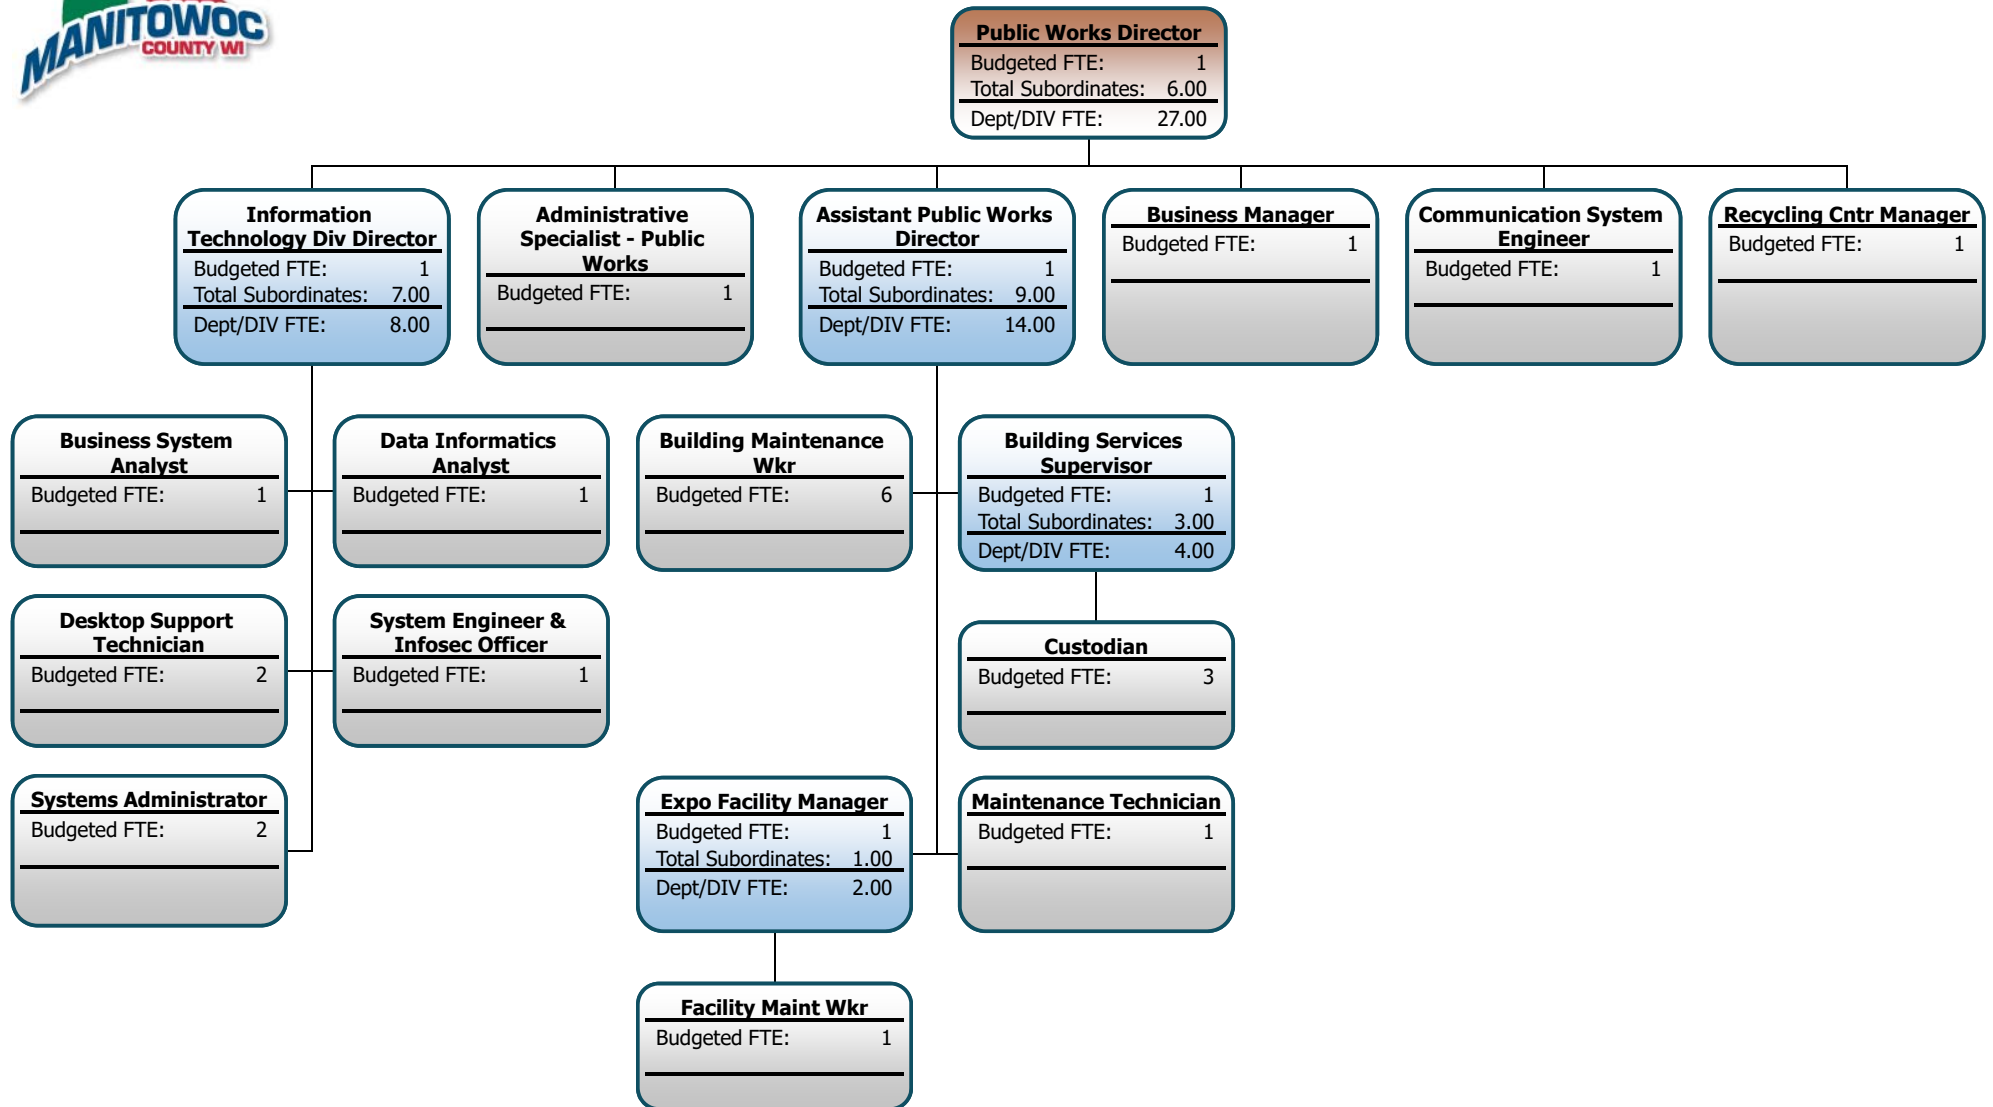 MANITOWOC
COUNTY WI
Public Works Director
Budgeted FTE: 1
Total Subordinates: 6.00
Dept/DIV FTE: 27.00
Information
Technology Div Director
Budgeted FTE: 1
Total Subordinates: 7.00
Dept/DIV FTE: 8.00
Administrative
Specialist - Public
Works
Budgeted FTE: 1
Assistant Public Works
Director
Budgeted FTE: 1
Total Subordinates: 9.00
Dept/DIV FTE: 14.00
Business Manager
Budgeted FTE: 1
Communication System
Engineer
Budgeted FTE: 1
Recycling Cntr Manager
Budgeted FTE: 1
Business System
Analyst
Budgeted FTE: 1
Data Informatics
Analyst
Budgeted FTE: 1
Building Maintenance
Wkr
Budgeted FTE: 6
Building Services
Supervisor
Budgeted FTE: 1
Total Subordinates: 3.00
Dept/DIV FTE: 4.00
Desktop Support
Technician
Budgeted FTE: 2
System Engineer &
Infosec Officer
Budgeted FTE: 1
Custodian
Budgeted FTE: 3
Systems Administrator
Budgeted FTE: 2
Expo Facility Manager
Budgeted FTE: 1
Total Subordinates: 1.00
Dept/DIV FTE: 2.00
Maintenance Technician
Budgeted FTE: 1
Facility Maint Wkr
Budgeted FTE: 1